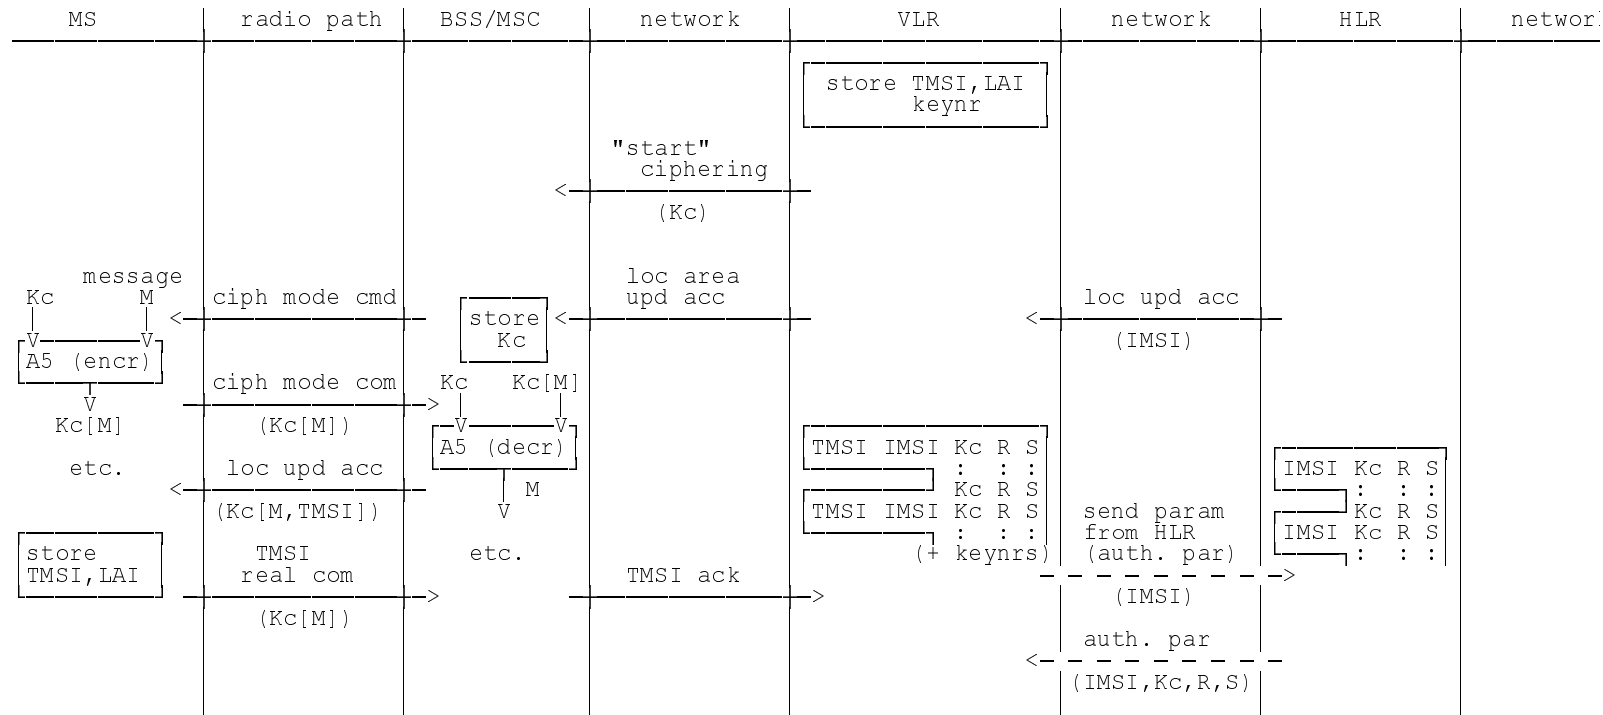 MS radio path BSS/MSC network VLR network HLR networ
store TMSI,LAI
keynr
"start"
ciphering
(Kc)
message loc area
Kc M ciph mode cmd upd acc loc upd acc
store
Kc (IMSI)
A5 (encr)
ciph mode com Kc Kc[M]
V
Kc[M] (Kc[M])
A5 (decr) TMSI IMSI Kc R S
etc. loc upd acc : : : IMSI Kc R S
M Kc R S : : :
(Kc[M,TMSI]) V TMSI IMSI Kc R S send param Kc R S
: : : from HLR IMSI Kc R S
store TMSI etc. (+ keynrs) (auth. par) : : :
TMSI,LAI real com TMSI ack
(IMSI)
(Kc[M])
auth. par
(IMSI,Kc,R,S)